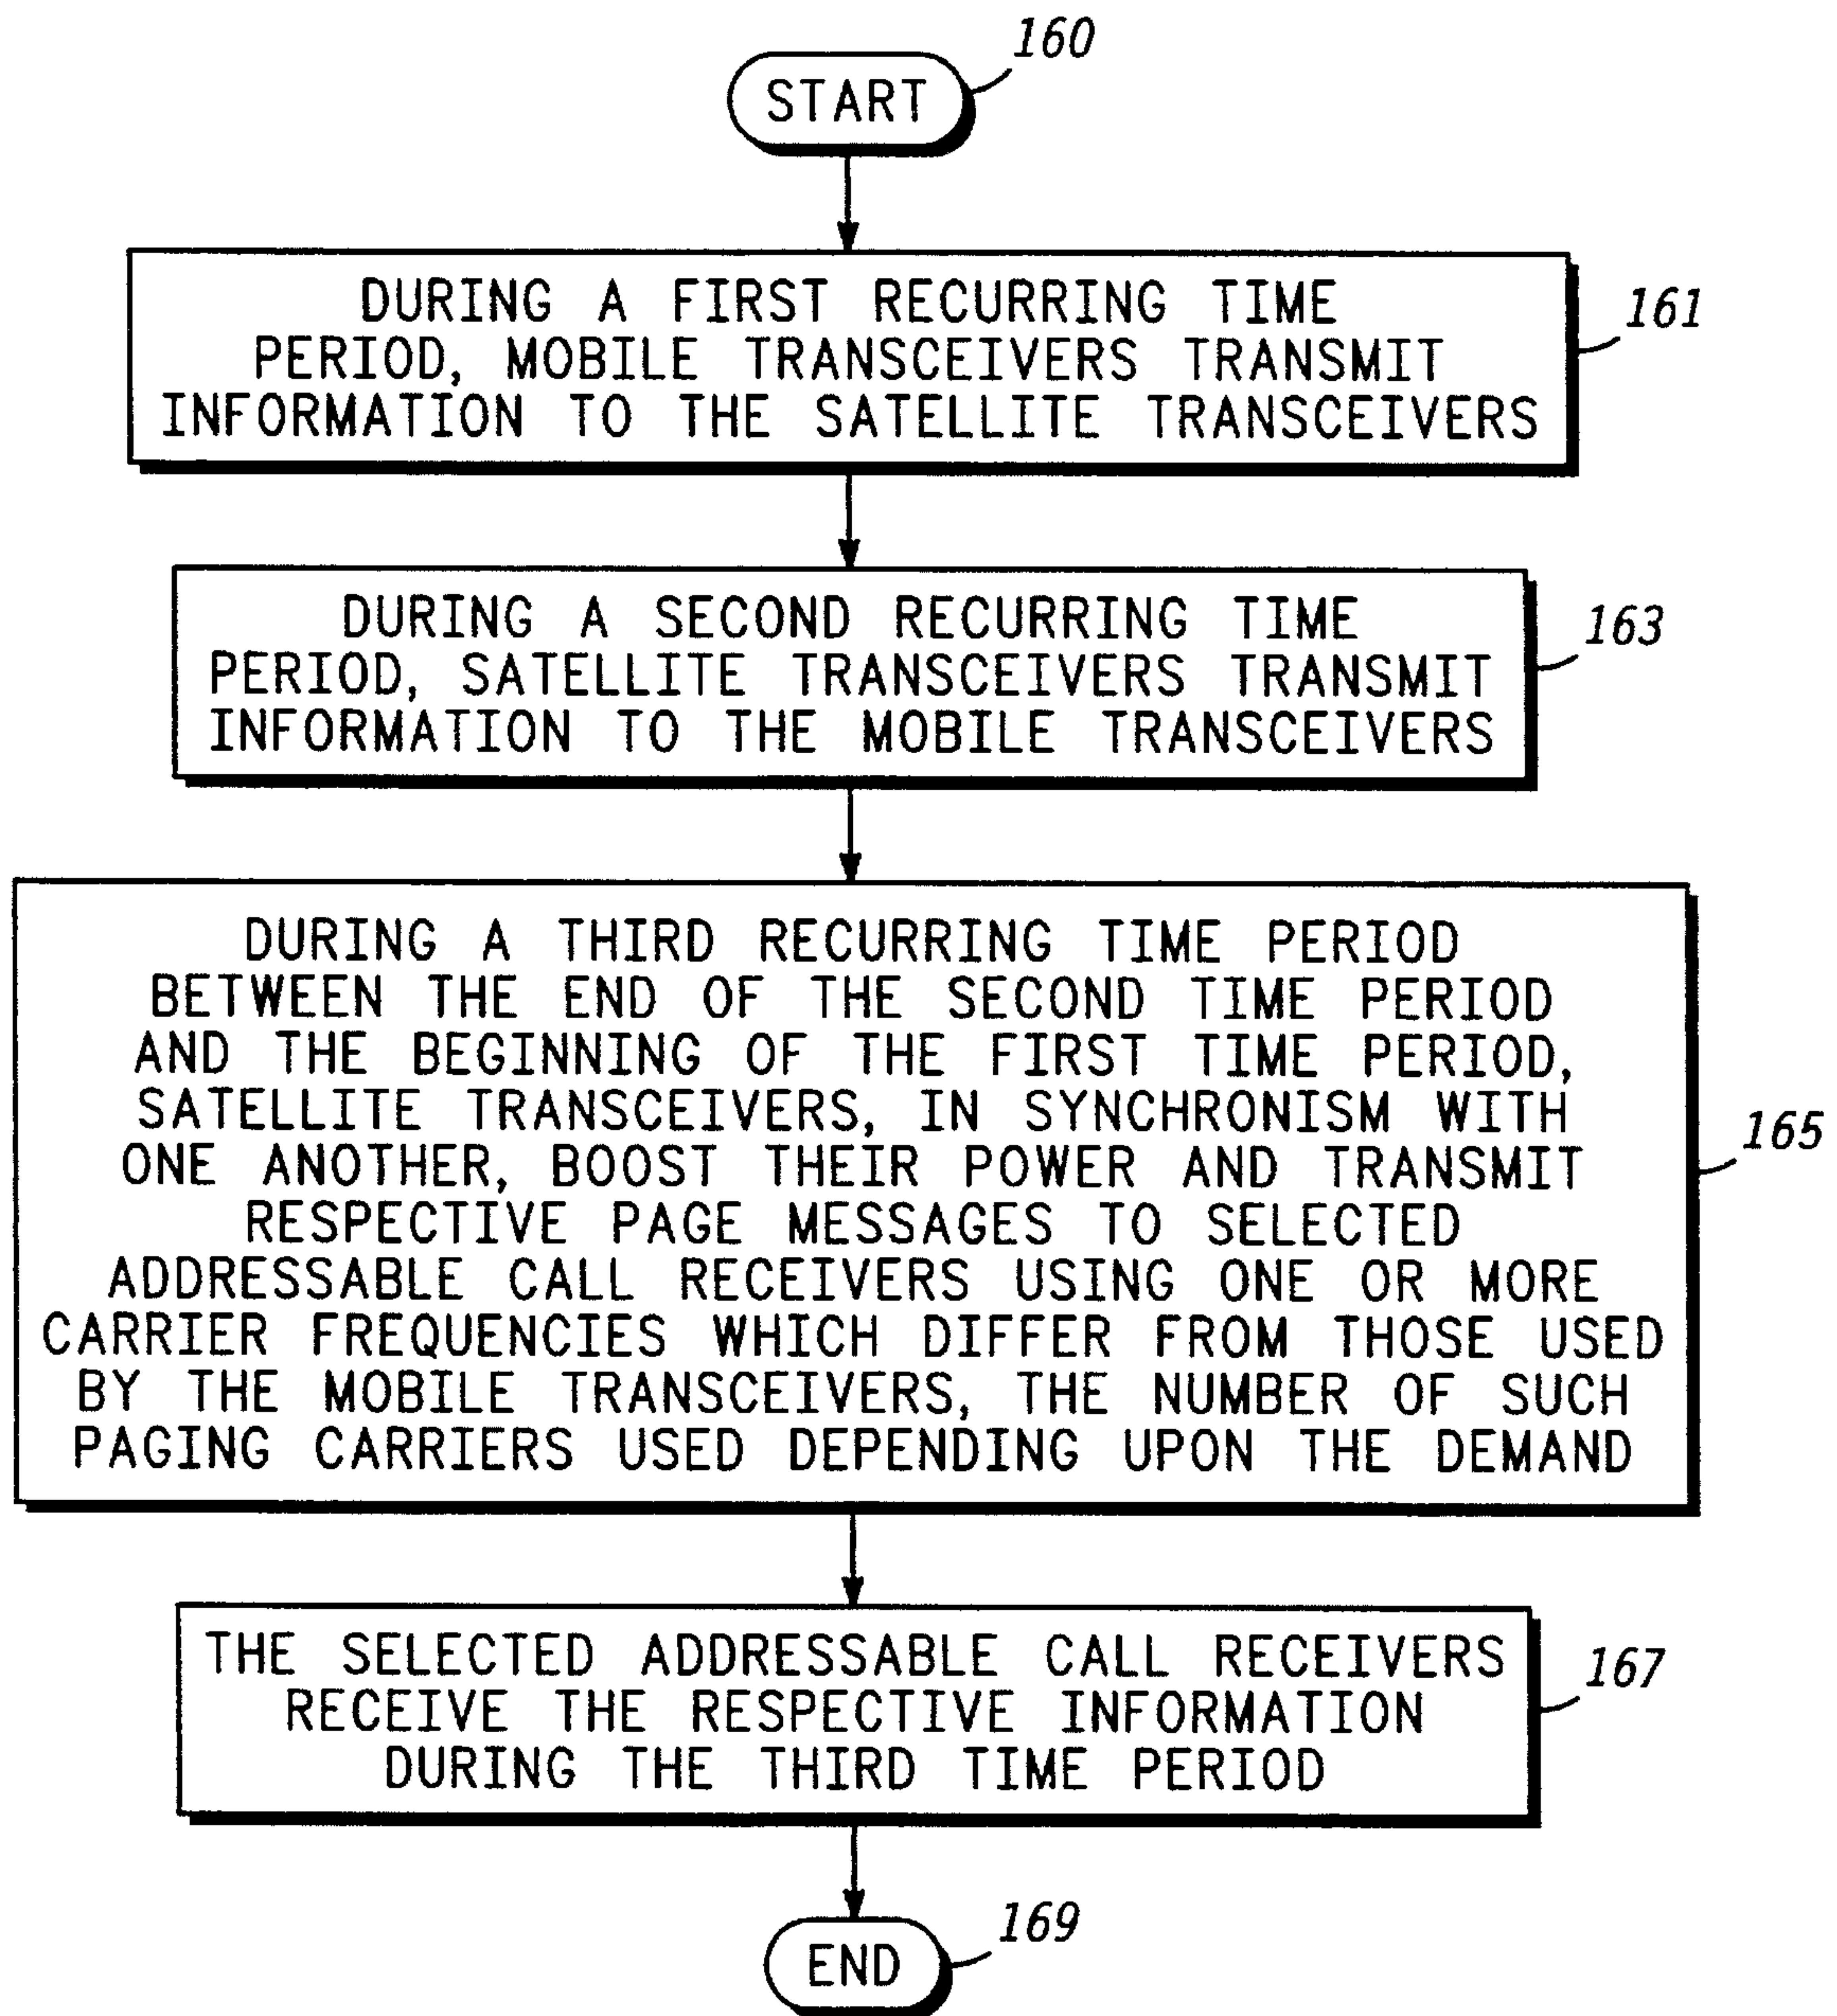 160
START
DURING A FIRST RECURRING TIME
PERIOD, MOBILE TRANSCEIVERS TRANSMIT
INFORMATION TO THE SATELLITE TRANSCEIVERS
161
DURING A SECOND RECURRING TIME
PERIOD, SATELLITE TRANSCEIVERS TRANSMIT
INFORMATION TO THE MOBILE TRANSCEIVERS
163
DURING A THIRD RECURRING TIME PERIOD
BETWEEN THE END OF THE SECOND TIME PERIOD
AND THE BEGINNING OF THE FIRST TIME PERIOD,
SATELLITE TRANSCEIVERS, IN SYNCHRONISM WITH
ONE ANOTHER, BOOST THEIR POWER AND TRANSMIT
RESPECTIVE PAGE MESSAGES TO SELECTED
ADDRESSABLE CALL RECEIVERS USING ONE OR MORE
CARRIER FREQUENCIES WHICH DIFFER FROM THOSE USED
BY THE MOBILE TRANSCEIVERS, THE NUMBER OF SUCH
PAGING CARRIERS USED DEPENDING UPON THE DEMAND
165
THE SELECTED ADDRESSABLE CALL RECEIVERS
RECEIVE THE RESPECTIVE INFORMATION
DURING THE THIRD TIME PERIOD
167
END
169